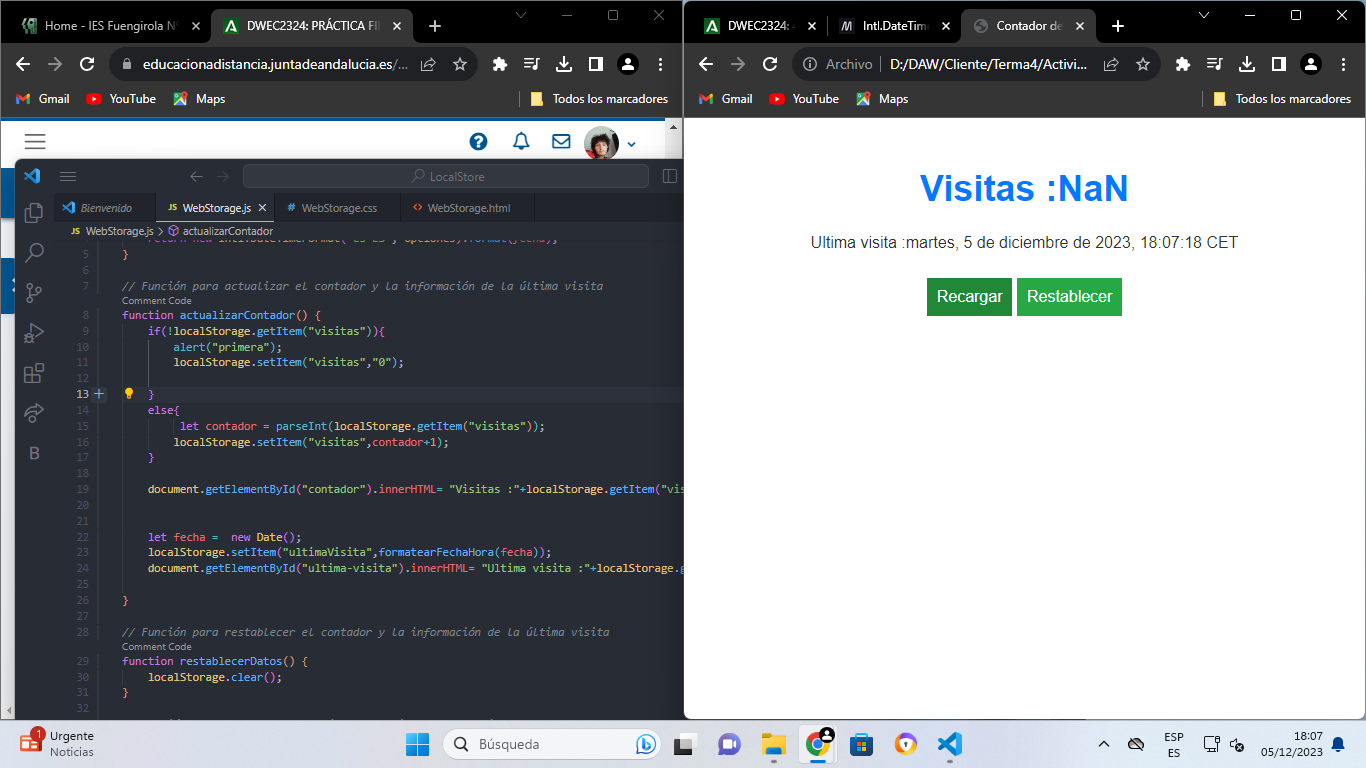 Home - IES Fuengirola Nº
DWEC2324: PRÁCTICA FI
educacionadistancia.juntadeandalucia.es/...
Gmail
YouTube
Maps
Todos los marcadores
LocalStore
Bienvenido
WebStorage.js
WebStorage.css
WebStorage.html
WebStorage.js > actualizarContador
5 }
6
7 // Función para actualizar el contador y la información de la última visita
Comment Code
8 function actualizarContador() {
9 if(!localStorage.getItem("visitas")){
10 alert("primera");
11 localStorage.setItem("visitas","0");
12
13 }
14 else{
15 let contador = parseInt(localStorage.getItem("visitas"));
16 localStorage.setItem("visitas",contador+1);
17 }
18
19 document.getElementById("contador").innerHTML= "Visitas :"+localStorage.getItem("vis
20
21
22 let fecha =  new Date();
23 localStorage.setItem("ultimaVisita",formatearFechaHora(fecha));
24 document.getElementById("ultima-visita").innerHTML= "Ultima visita :"+localStorage.g
25
26 }
27
28 // Función para restablecer el contador y la información de la última visita
Comment Code
29 function restablecerDatos() {
30 localStorage.clear();
31 }
32
B
DWEC2324:
Intl.DateTim
Contador de
Archivo
D:/DAW/Cliente/Terma4/Activi...
Gmail
YouTube
Maps
Todos los marcadores
Visitas :NaN
Ultima visita :martes, 5 de diciembre de 2023, 18:07:18 CET
Recargar
Restablecer
1
Urgente
Noticias
Búsqueda
ESP
ES
18:07
05/12/2023